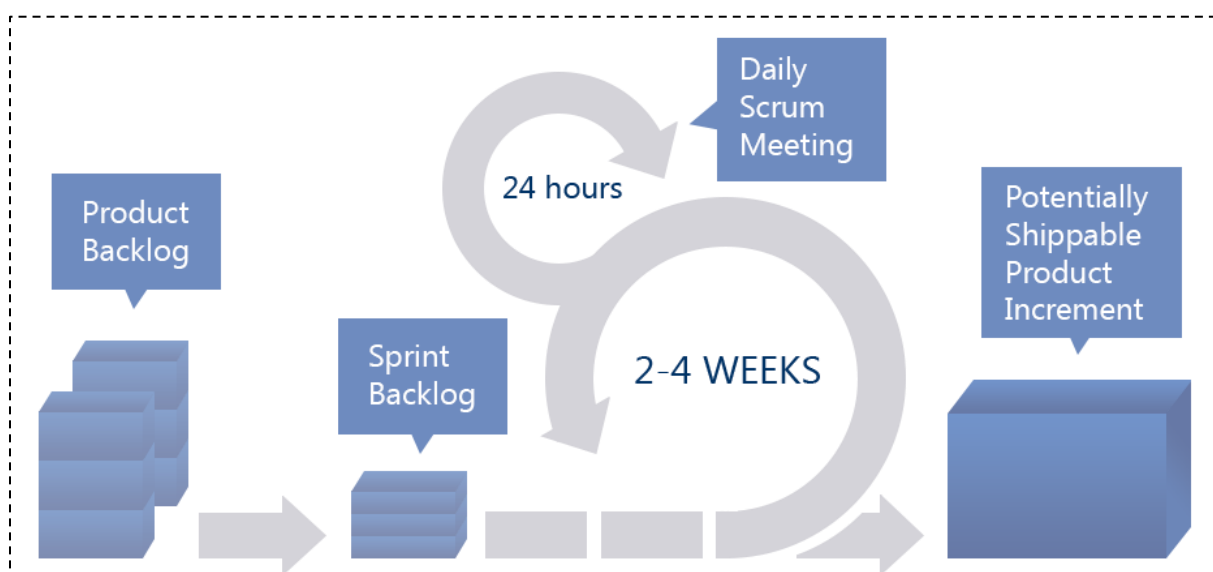 Product
Backlog
Sprint
Backlog
24 hours
Daily
Scrum
Meeting
2-4 WEEKS
Potentially
Shippable
Product
Increment